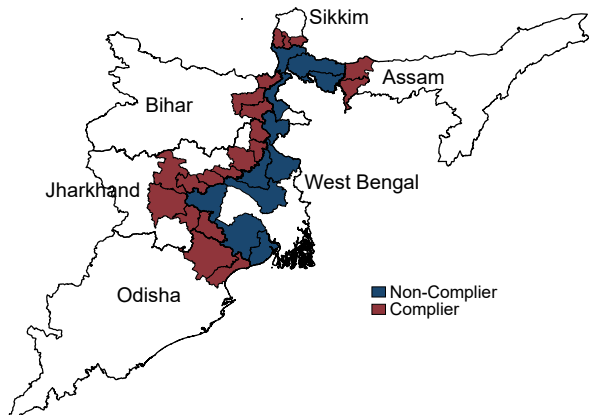 Sikkim
Assam
Bihar
Jharkhand
West Bengal
Odisha
Non-Complier
Complier